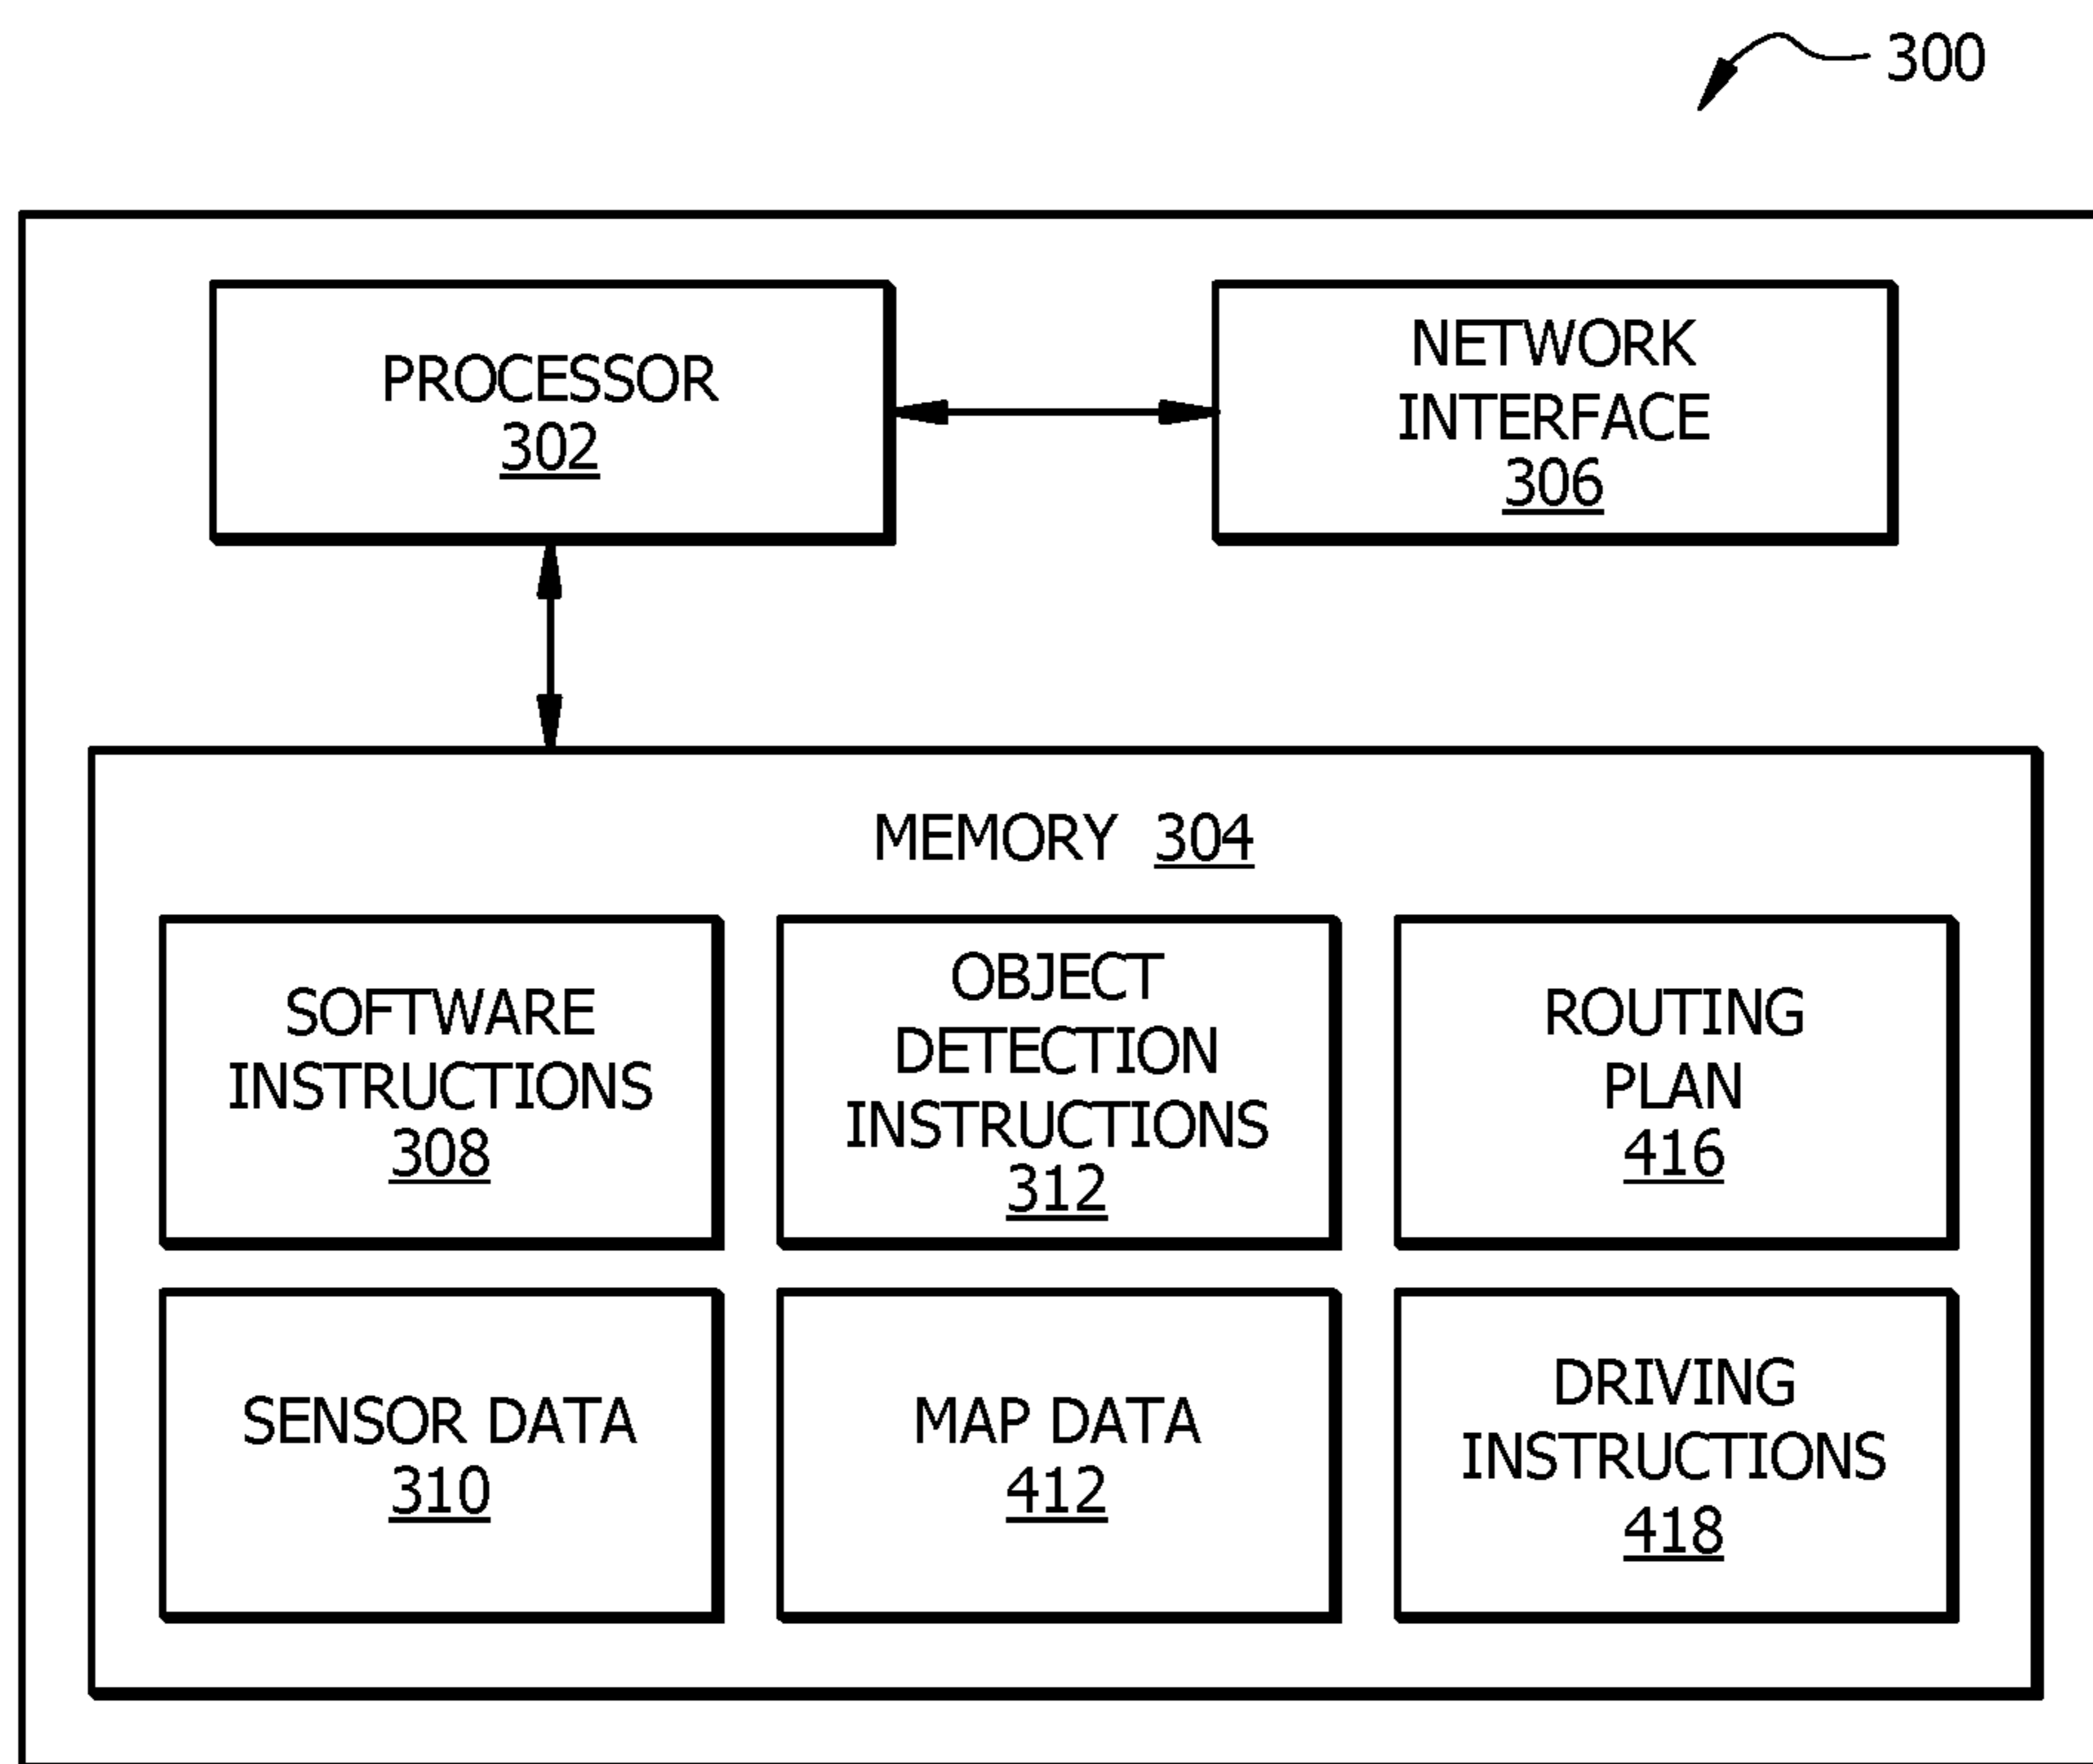 300
PROCESSOR
302
NETWORK
INTERFACE
306
MEMORY 304
SOFTWARE
INSTRUCTIONS
308
OBJECT
DETECTION
INSTRUCTIONS
312
ROUTING
PLAN
416
SENSOR DATA
310
MAP DATA
412
DRIVING
INSTRUCTIONS
418